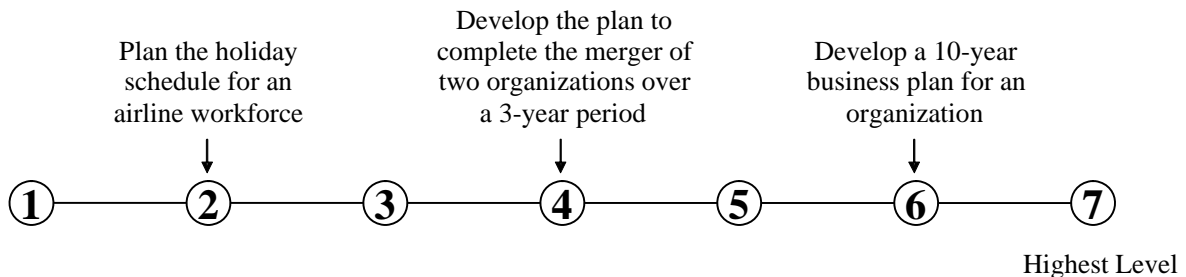 Plan the holiday
schedule for an
airline workforce
Develop the plan to
complete the merger of
two organizations over
a 3-year period
Develop a 10-year
business plan for an
organization
1 2 3 4 5 6 7
Highest Level